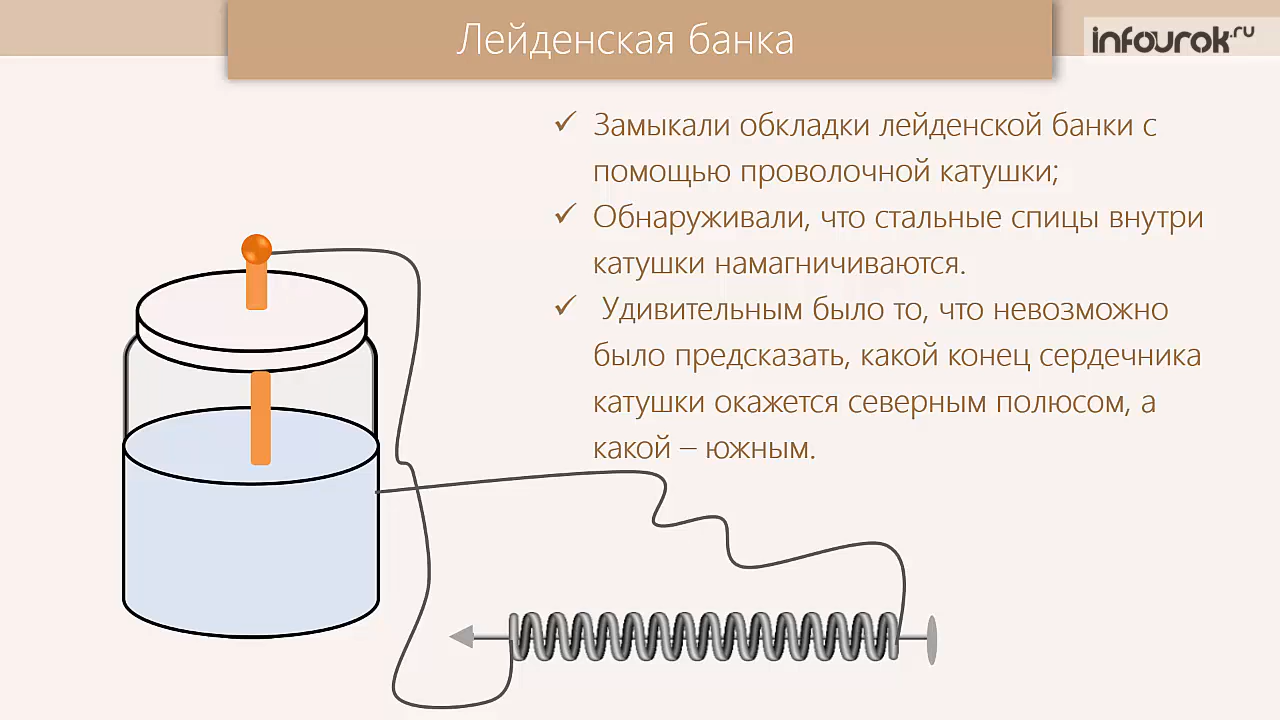 Лейденская банка
infourok.ru
✓ Замыкали обкладки лейденской банки с
помощью проволочной катушки;
✓ Обнаруживали, что стальные спицы внутри
катушки намагничиваются.
✓ Удивительным было то, что невозможно
было предсказать, какой конец сердечника
катушки окажется северным полюсом, а
какой – южным.